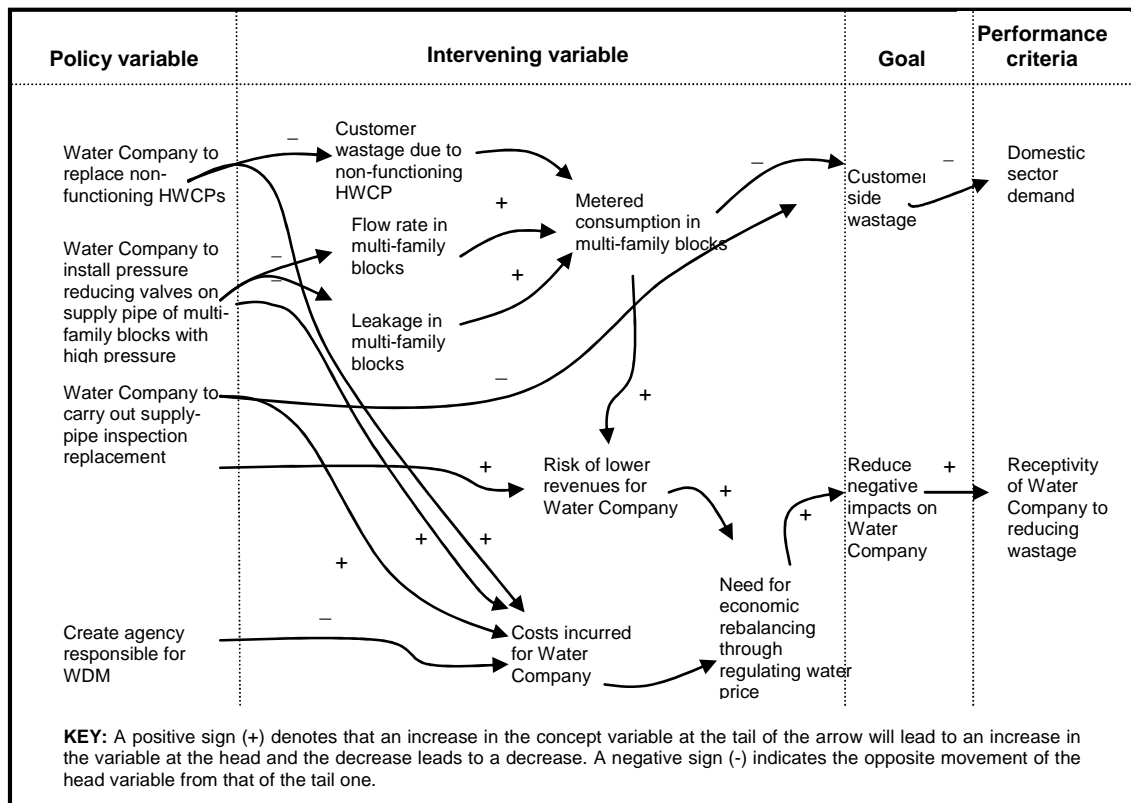 Policy variable
Intervening variable
Goal
Performance
criteria
Water Company to
replace non-
functioning HWCPs
Water Company to
install pressure
reducing valves on
supply pipe of multi-
family blocks with
high pressure
Water Company to
carry out supply-
pipe inspection
replacement
Create agency
responsible for
WDM
–
Customer
wastage due to
non-functioning
HWCP
–
Flow rate in
multi-family
blocks
–
Leakage in
multi-family
blocks
+
+
Metered
consumption in
multi-family blocks
–
+
–
+
Risk of lower
revenues for
Water Company
+
+
+
+
–
Costs incurred
for Water
Company
Need for
economic
rebalancing
through
regulating water
price
+
Customer
side
wastage
–
Domestic
sector
demand
Reduce
negative
impacts on
Water
Company
+
Receptivity
of Water
Company to
reducing
wastage
KEY: A positive sign (+) denotes that an increase in the concept variable at the tail of the arrow will lead to an increase in
the variable at the head and the decrease leads to a decrease. A negative sign (-) indicates the opposite movement of the
head variable from that of the tail one.